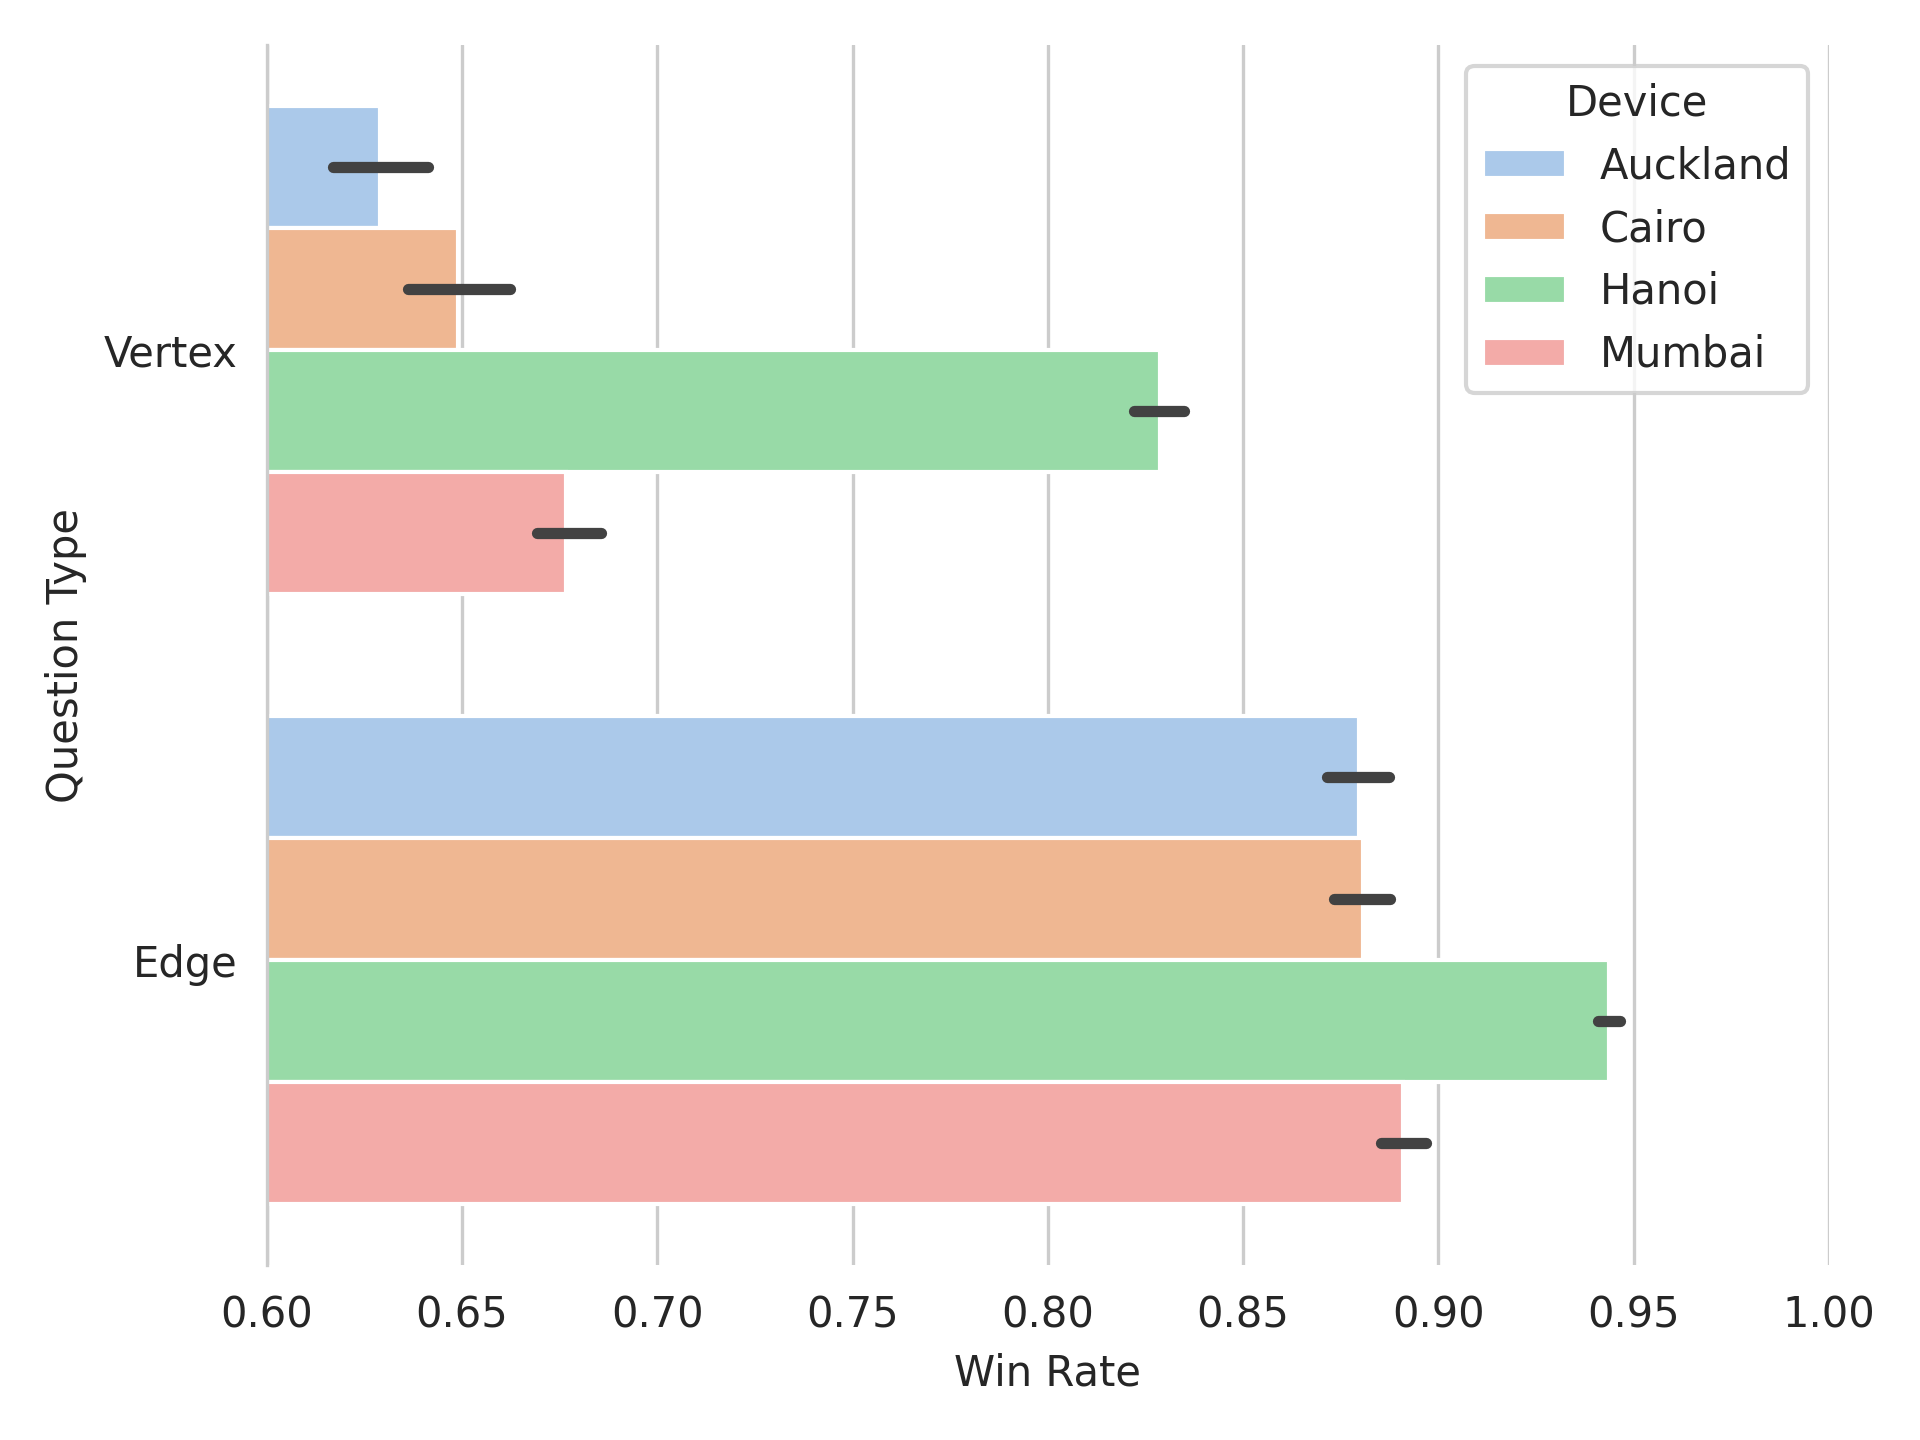 Device
Auckland
Cairo
Hanoi
Mumbai
Vertex
Edge
Question Type
0.60 0.65 0.70 0.75 0.80 0.85 0.90 0.95 1.00
Win Rate